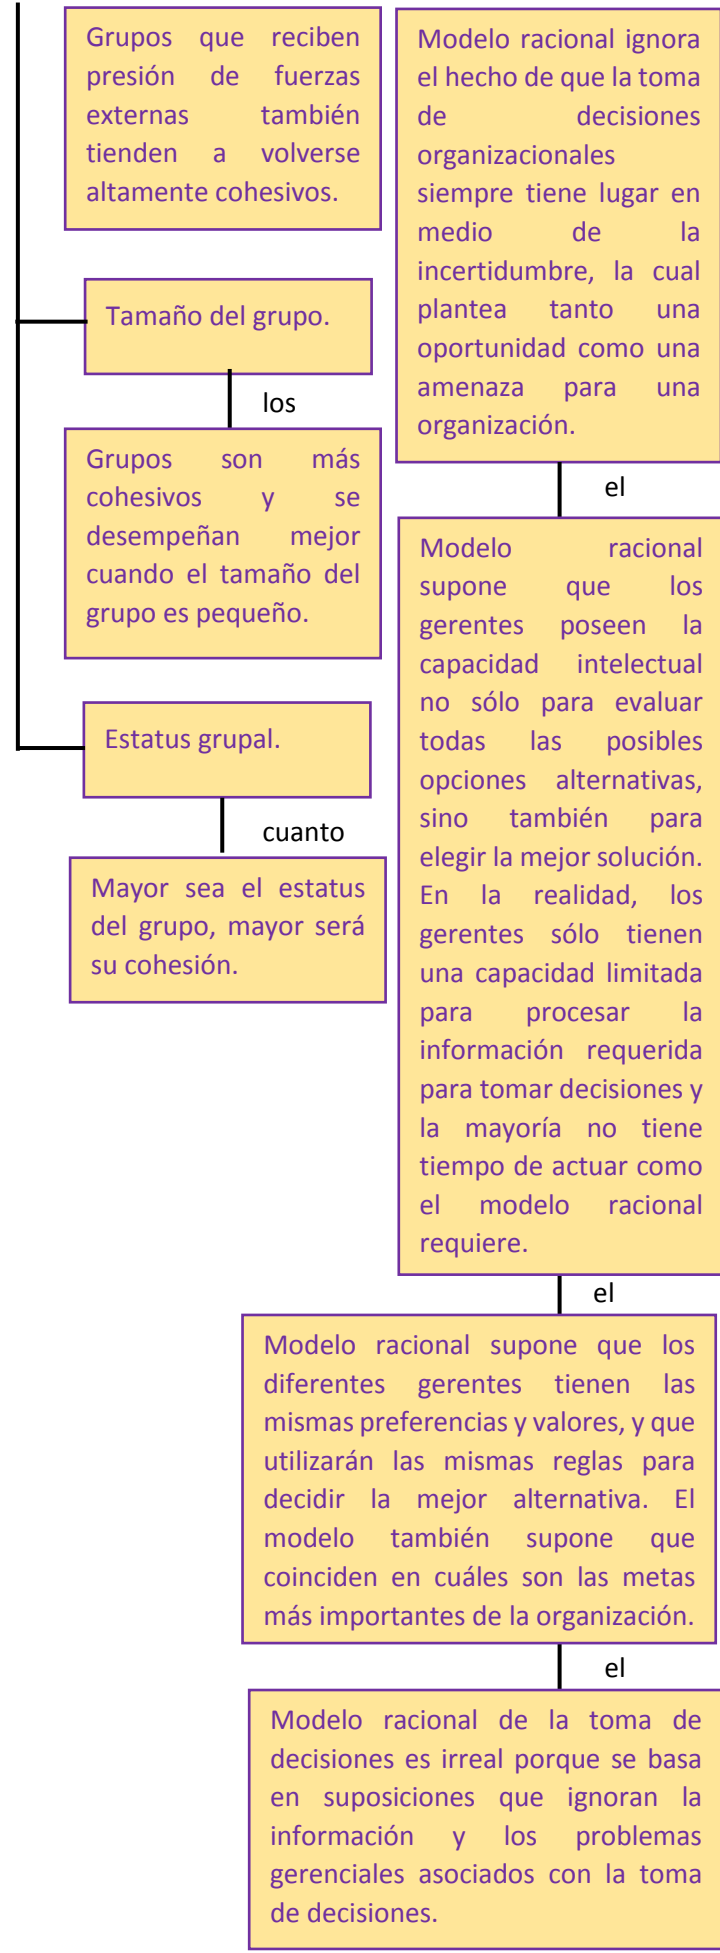 Grupos que reciben
presión de fuerzas
externas también
tienden a volverse
altamente cohesivos.
Tamaño del grupo.
los
Grupos son más
cohesivos y se
desempeñan mejor
cuando el tamaño del
grupo es pequeño.
Estatus grupal.
cuanto
Mayor sea el estatus
del grupo, mayor será
su cohesión.
Modelo racional ignora
el hecho de que la toma
de decisiones
organizacionales
siempre tiene lugar en
medio de la
incertidumbre, la cual
plantea tanto una
oportunidad como una
amenaza para una
organización.
el
Modelo racional
supone que los
gerentes poseen la
capacidad intelectual
no sólo para evaluar
todas las posibles
opciones alternativas,
sino también para
elegir la mejor solución.
En la realidad, los
gerentes sólo tienen
una capacidad limitada
para procesar la
información requerida
para tomar decisiones y
la mayoría no tiene
tiempo de actuar como
el modelo racional
requiere.
el
Modelo racional supone que los
diferentes gerentes tienen las
mismas preferencias y valores, y que
utilizarán las mismas reglas para
decidir la mejor alternativa. El
modelo también supone que
coinciden en cuáles son las metas
más importantes de la organización.
el
Modelo racional de la toma de
decisiones es irreal porque se basa
en suposiciones que ignoran la
información y los problemas
gerenciales asociados con la toma
de decisiones.